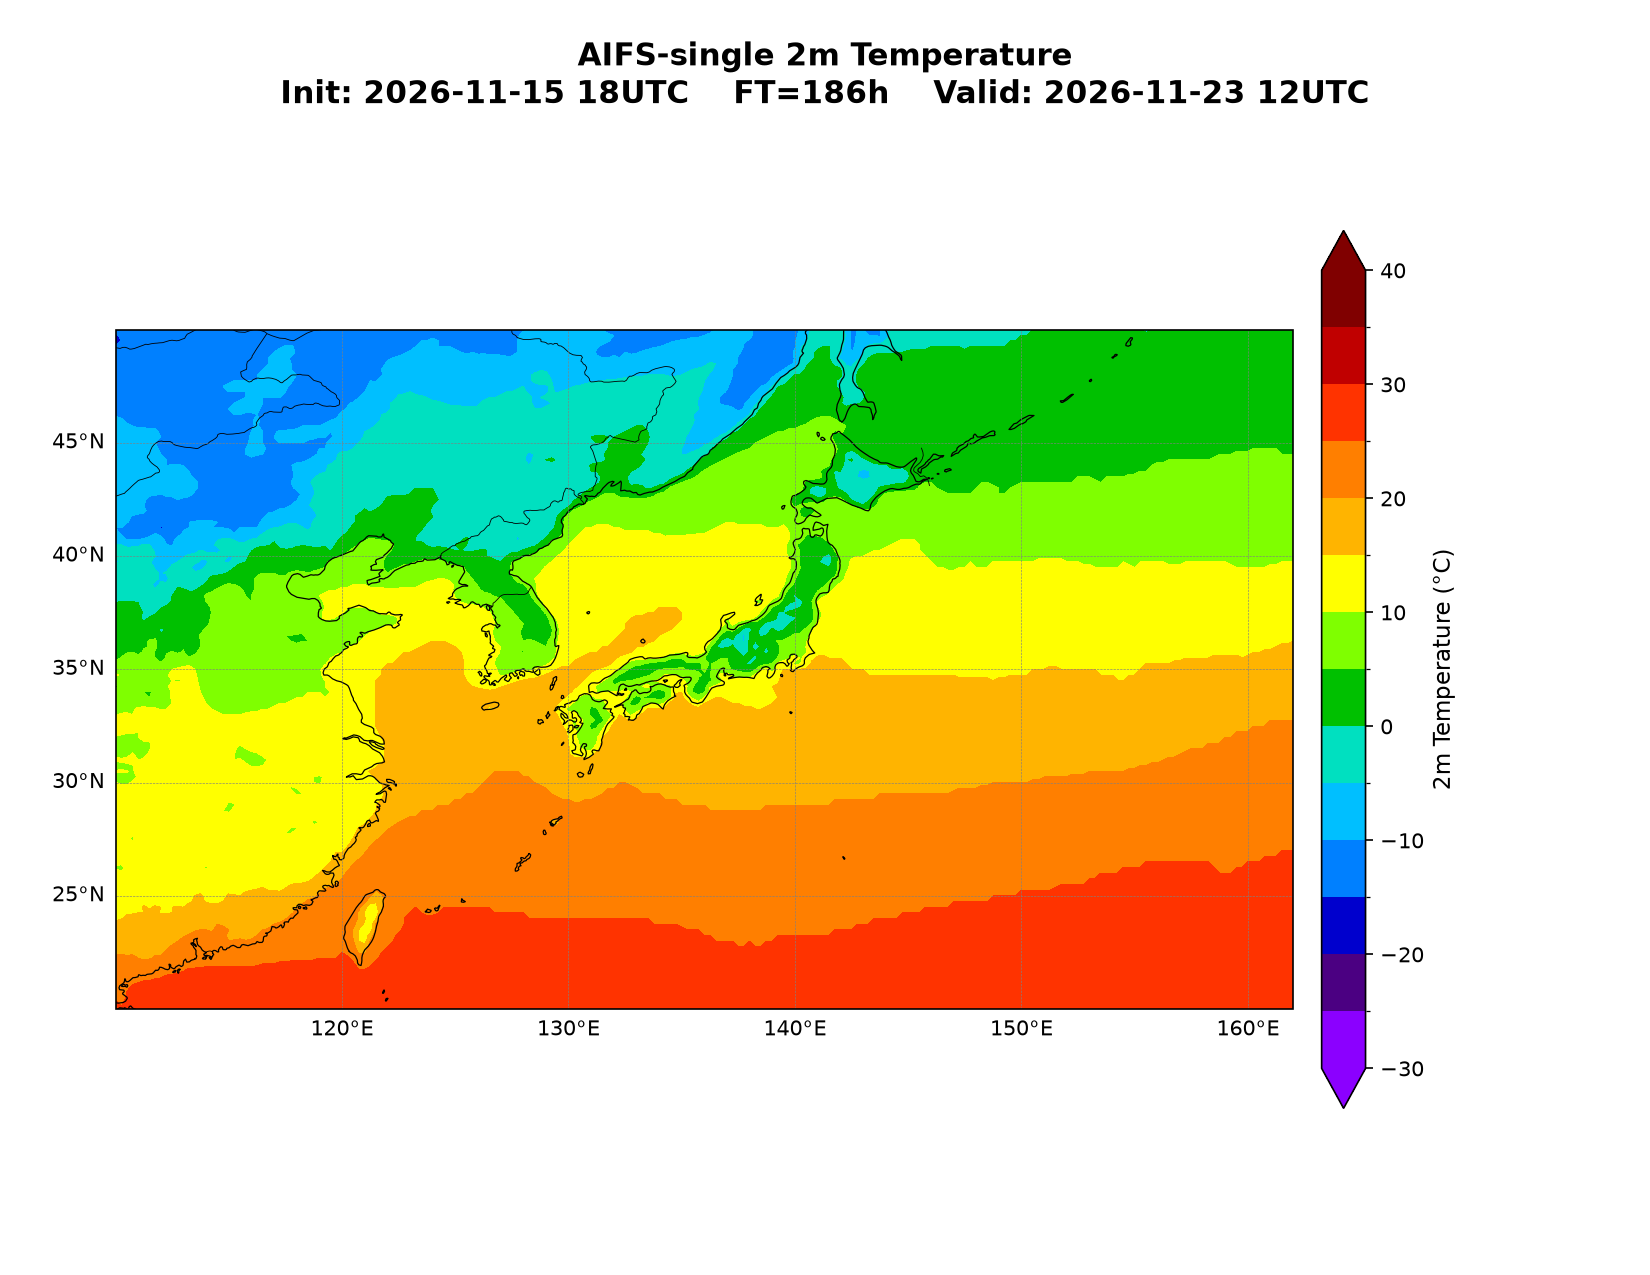 AIFS-single 2m Temperature
Init: 2026-11-15 18UTC    FT=186h    Valid: 2026-11-23 12UTC
45°N
40°N
35°N
30°N
25°N
120°E
130°E
140°E
150°E
160°E
40
30
20
10
0
−10
−20
−30
2m Temperature (°C)